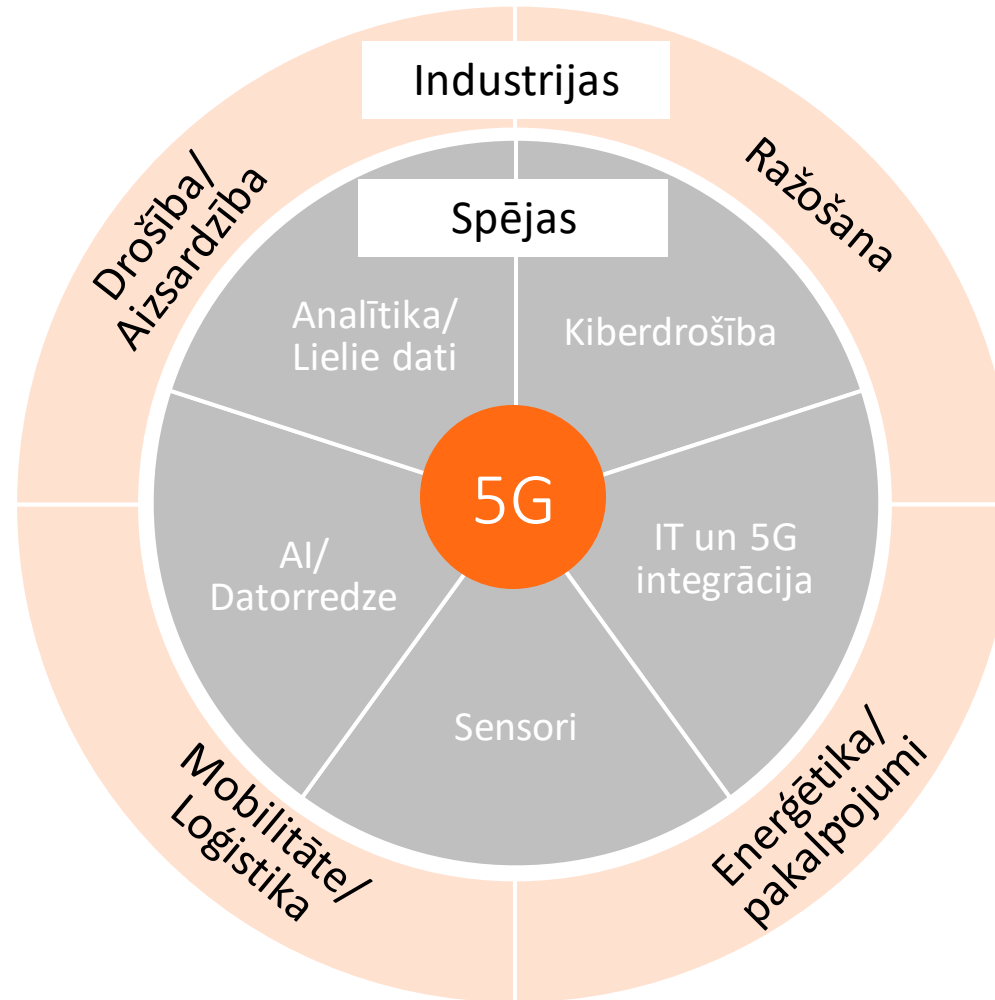 Industrijas
Drošība/
Aizsardzība
Ražošana
Spējas
Analītika/
Lielie dati
Kiberdrošība
5G
AI/
Datorredze
IT un 5G
integrācija
Sensori
Mobilitāte/
Loģistika
Enerģētika/
pakalpojumi